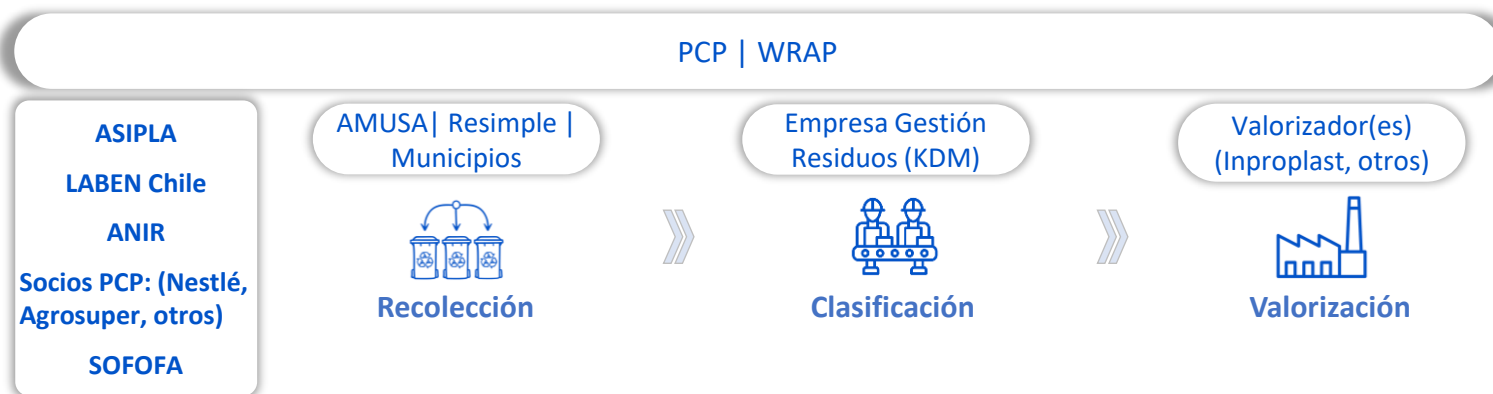 PCP | WRAP
ASIPLA
LABEN Chile
ANIR
Socios PCP: (Nestlé,
Agrosuper, otros)
SOFOFA
AMUSA| Resimple |
Municipios
Recolección
Empresa Gestión
Residuos (KDM)
Clasificación
Valorizador(es)
(Inproplast, otros)
Valorización